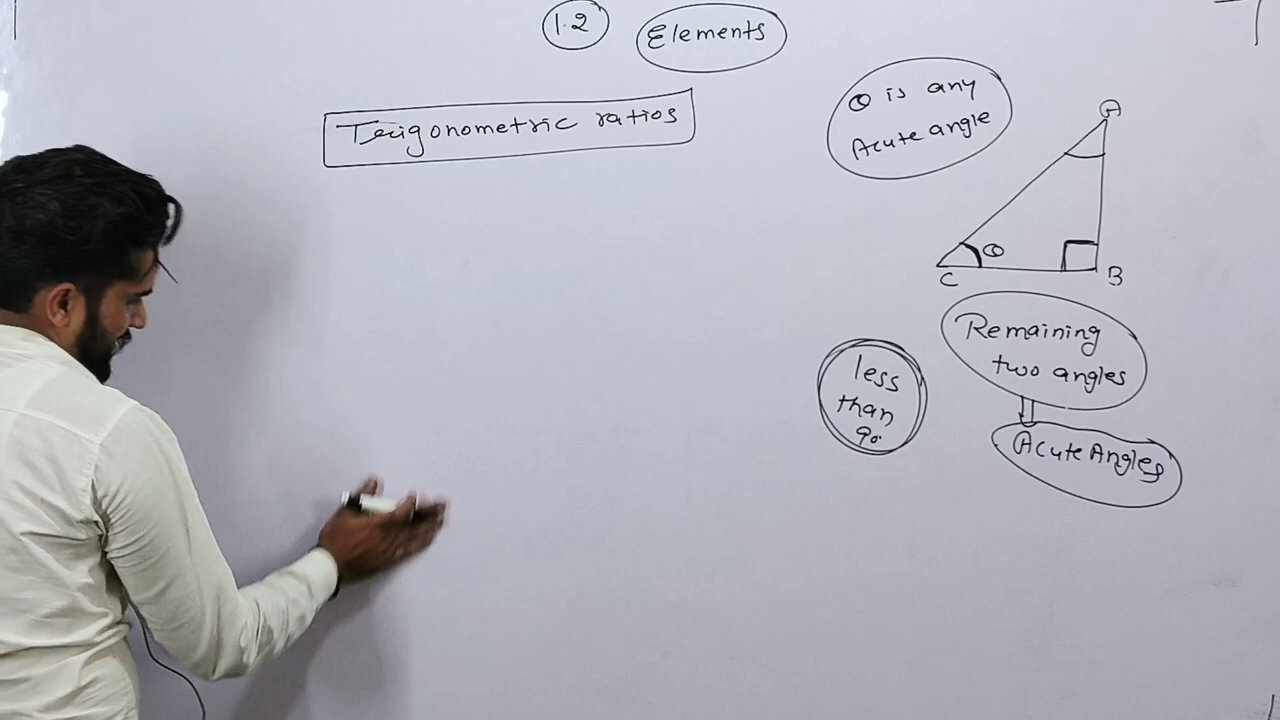 1.2
Elements
Trigonometric ratios
θ is any
Acute angle
A
θ
C
B
Remaining
two angles
less
than
90
Acute Angles